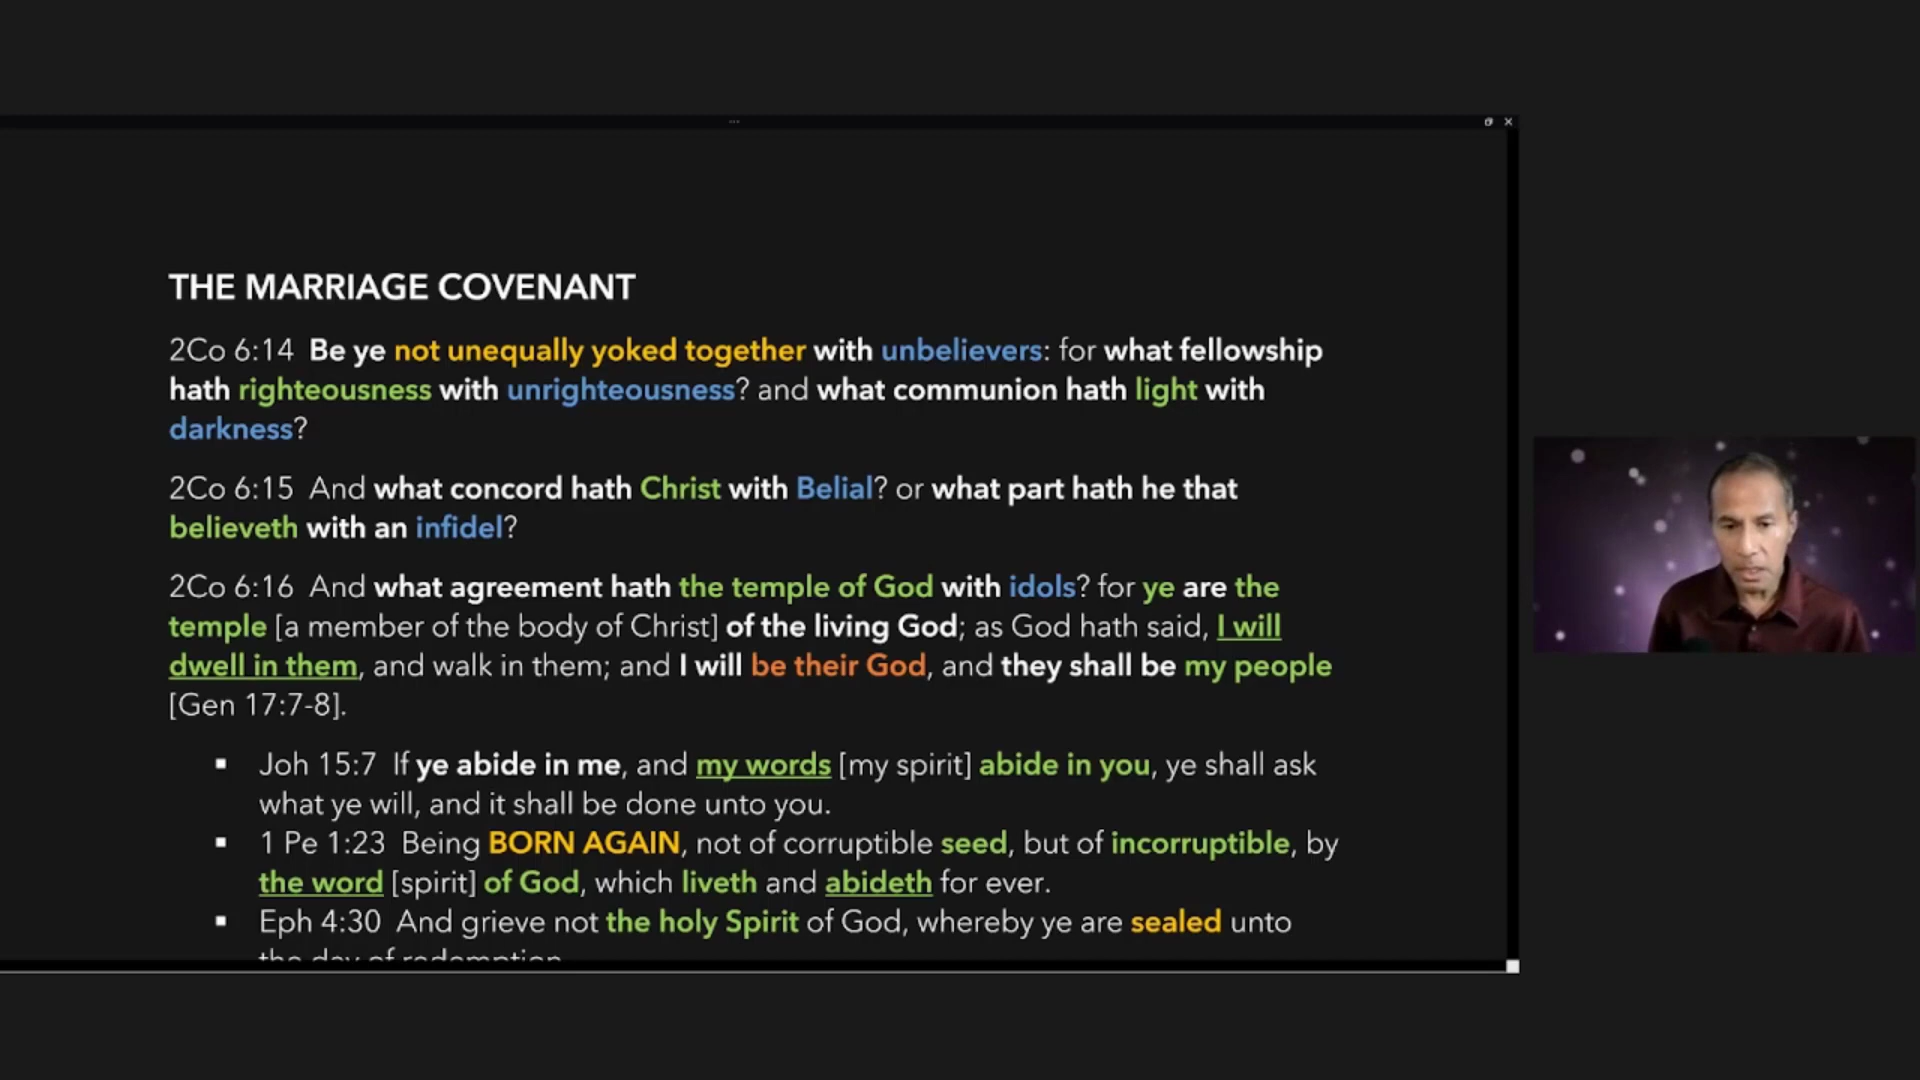 THE MARRIAGE COVENANT
2Co 6:14  Be ye not unequally yoked together with unbelievers: for what fellowship
hath righteousness with unrighteousness? and what communion hath light with
darkness?
2Co 6:15  And what concord hath Christ with Belial? or what part hath he that
believeth with an infidel?
2Co 6:16  And what agreement hath the temple of God with idols? for ye are the
temple [a member of the body of Christ] of the living God; as God hath said, I will
dwell in them, and walk in them; and I will be their God, and they shall be my people
[Gen 17:7-8].
▪ Joh 15:7  If ye abide in me, and my words [my spirit] abide in you, ye shall ask
what ye will, and it shall be done unto you.
▪ 1 Pe 1:23  Being BORN AGAIN, not of corruptible seed, but of incorruptible, by
the word [spirit] of God, which liveth and abideth for ever.
▪ Eph 4:30  And grieve not the holy Spirit of God, whereby ye are sealed unto
the day of redemption